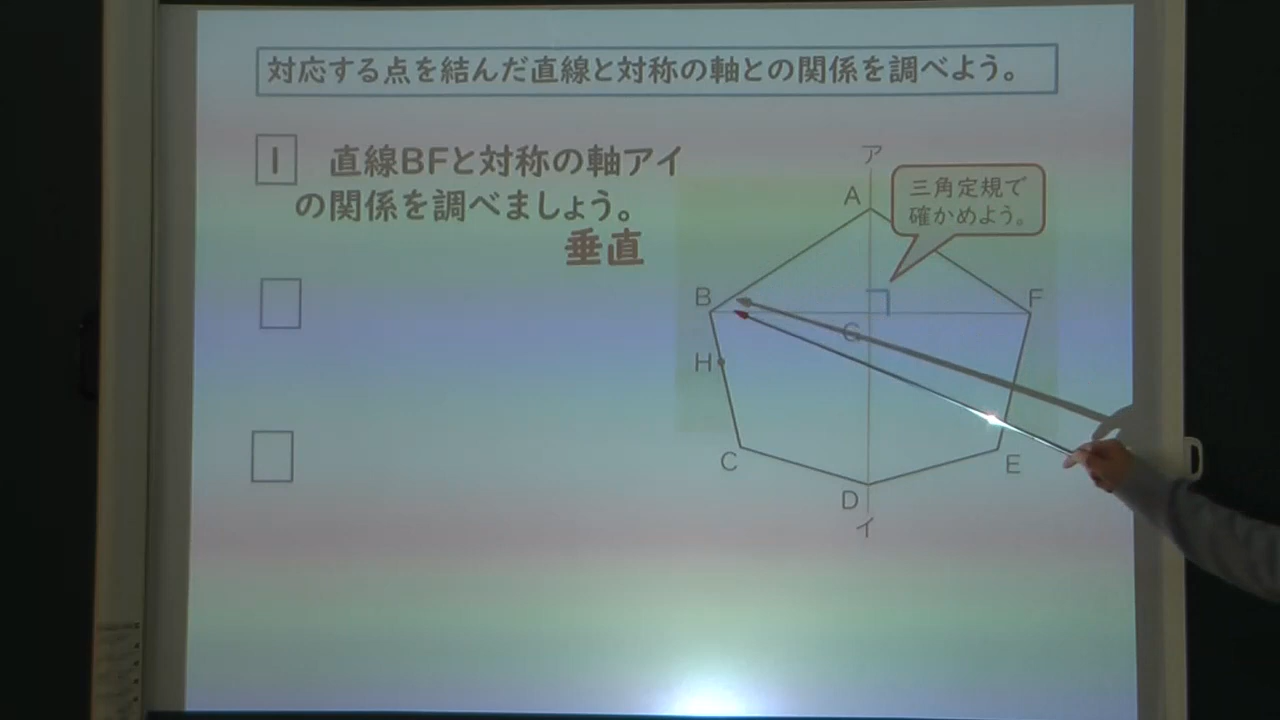 対応する点を結んだ直線と対称の軸との関係を調べよう。
1 直線BFと対称の軸アイ
の関係を調べましょう。
垂直
ア
A
三角定規で
確かめよう。
B
F
G
H
C
E
D
イ